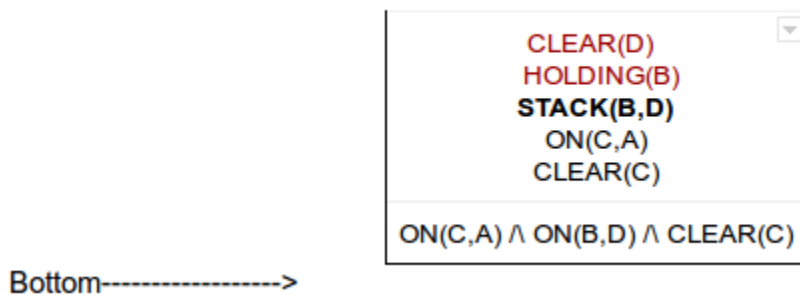 CLEAR(D)
HOLDING(B)
STACK(B,D)
ON(C,A)
CLEAR(C)
ON(C,A) /\ ON(B,D) /\ CLEAR(C)
Bottom------------------>